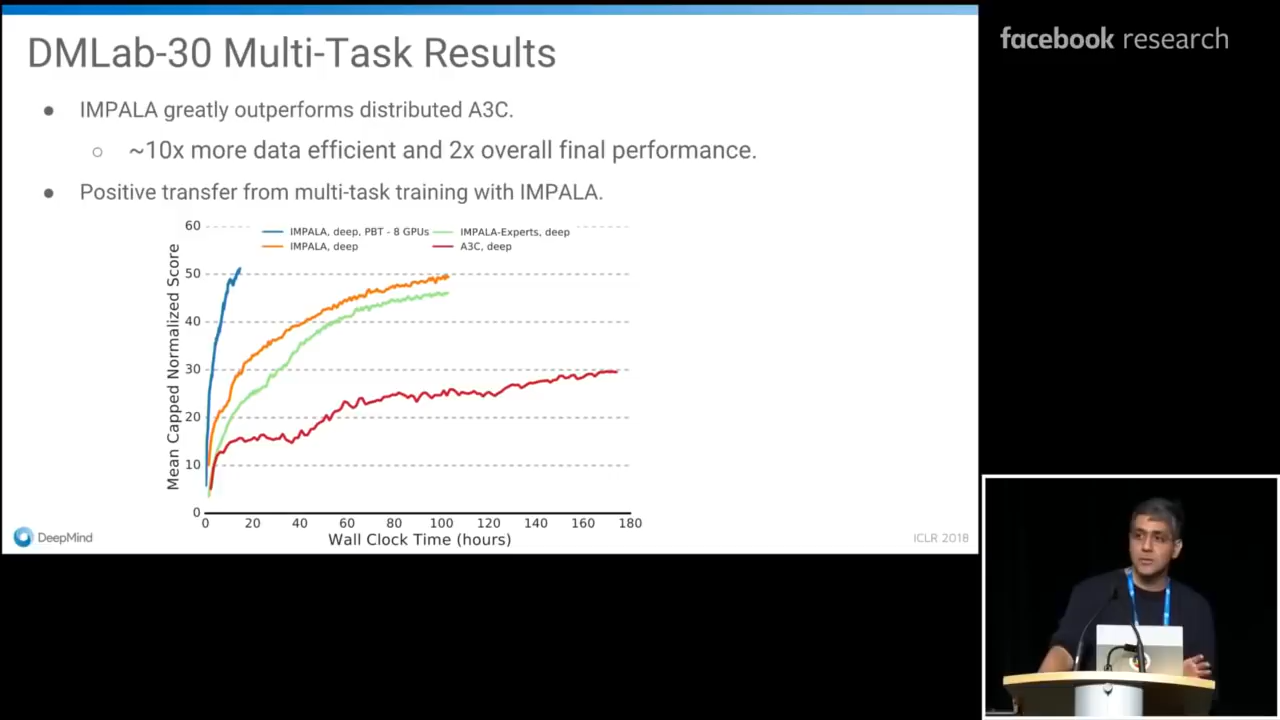 DMLab-30 Multi-Task Results
facebook research
● IMPALA greatly outperforms distributed A3C.
○ ~10x more data efficient and 2x overall final performance.
● Positive transfer from multi-task training with IMPALA.
IMPALA, deep, PBT - 8 GPUs
IMPALA-Experts, deep
IMPALA, deep
A3C, deep
Mean Capped Normalized Score
60
50
40
30
20
10
0
0 20 40 60 80 100 120 140 160 180
Wall Clock Time (hours)
DeepMind
ICLR 2018